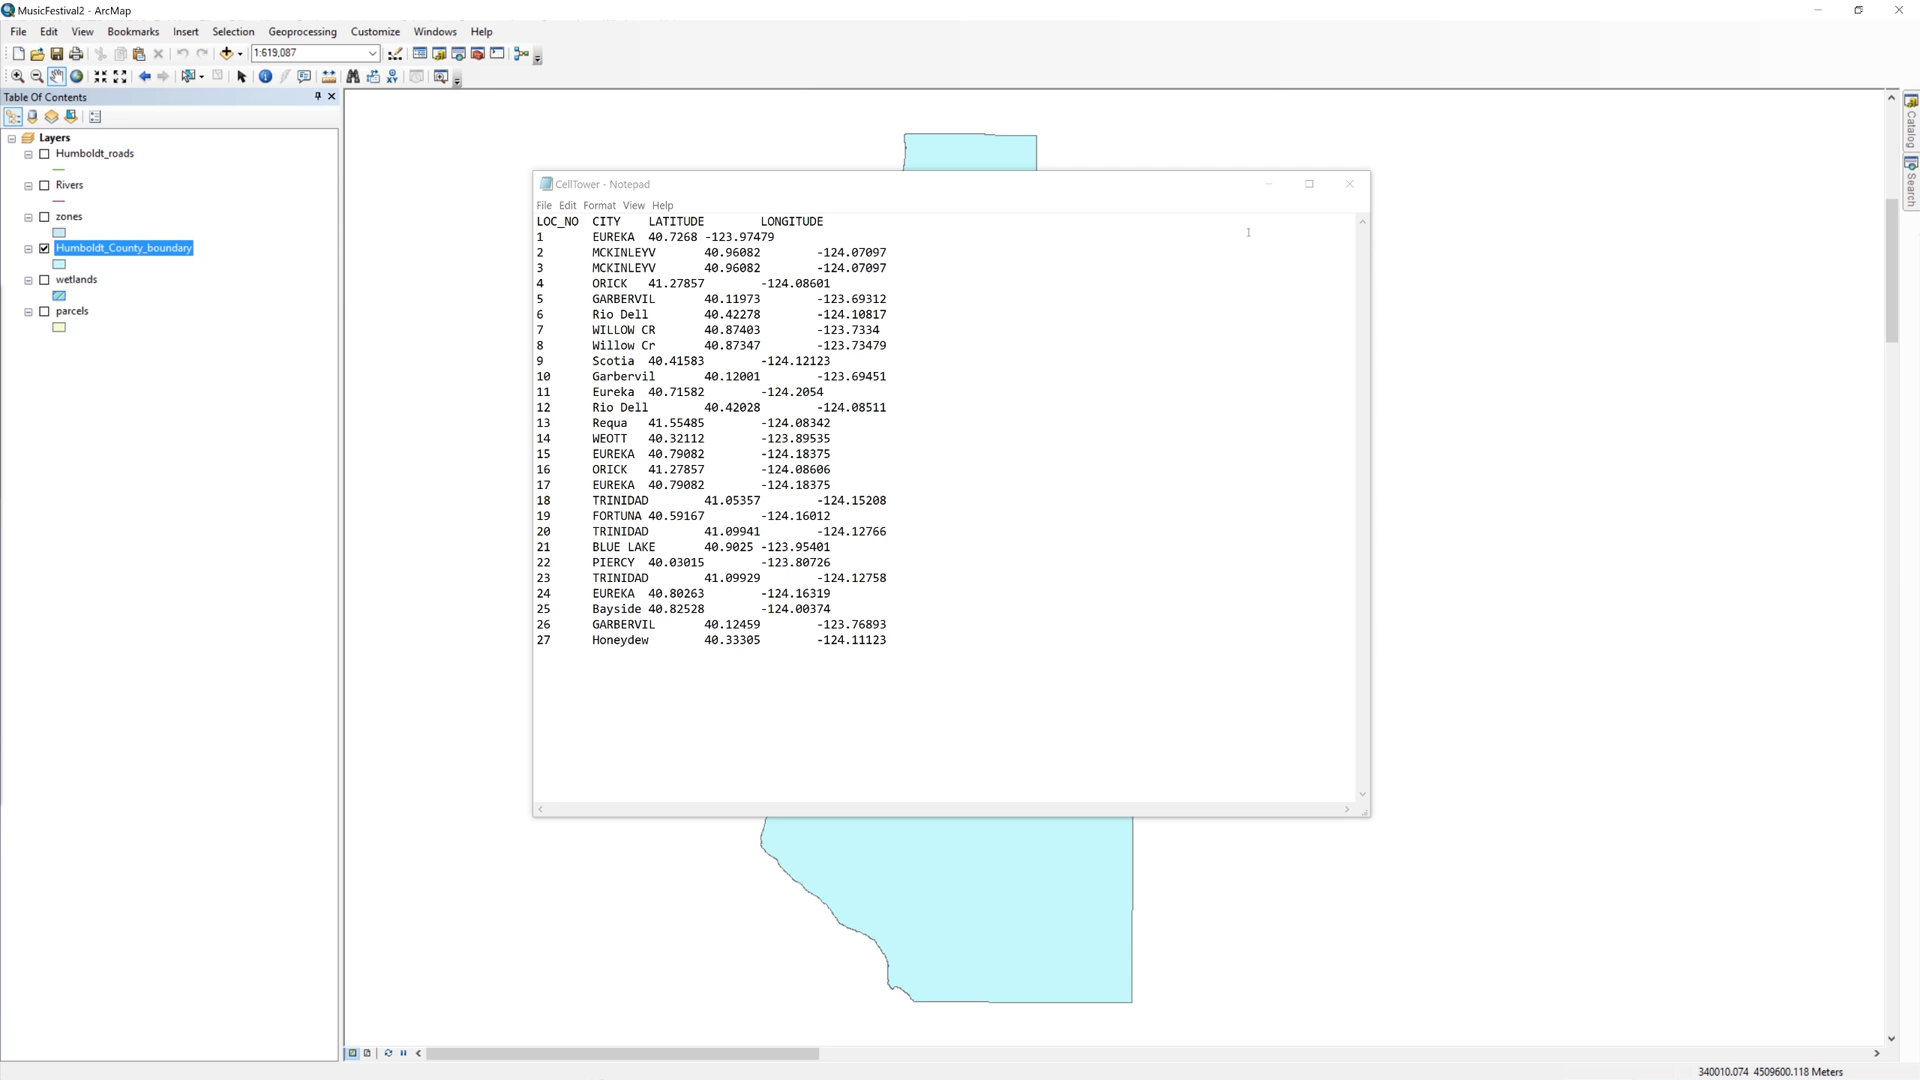 MusicFestival2 - ArcMap
File Edit View Bookmarks Insert Selection Geoprocessing Customize Windows Help
1:619,087
Table Of Contents
Layers
Humboldt_roads
Rivers
zones
Humboldt_County_boundary
wetlands
parcels
CellTower - Notepad
File Edit Format View Help
LOC_NO CITY LATITUDE LONGITUDE
1 EUREKA 40.7268 -123.97479
2 MCKINLEYV 40.96082 -124.07097
3 MCKINLEYV 40.96082 -124.07097
4 ORICK 41.27857 -124.08601
5 GARBERVIL 40.11973 -123.69312
6 Rio Dell 40.42278 -124.10817
7 WILLOW CR 40.87403 -123.7334
8 Willow Cr 40.87347 -123.73479
9 Scotia 40.41583 -124.12123
10 Garbervil 40.12001 -123.69451
11 Eureka 40.71582 -124.2054
12 Rio Dell 40.42028 -124.08511
13 Requa 41.55485 -124.08342
14 WEOTT 40.32112 -123.89535
15 EUREKA 40.79082 -124.18375
16 ORICK 41.27857 -124.08606
17 EUREKA 40.79082 -124.18375
18 TRINIDAD 41.05357 -124.15208
19 FORTUNA 40.59167 -124.16012
20 TRINIDAD 41.09941 -124.12766
21 BLUE LAKE 40.9025 -123.95401
22 PIERCY 40.03015 -123.80726
23 TRINIDAD 41.09929 -124.12758
24 EUREKA 40.80263 -124.16319
25 Bayside 40.82528 -124.00374
26 GARBERVIL 40.12459 -123.76893
27 Honeydew 40.33305 -124.11123
Catalog
Search
340010.074 4509600.118 Meters